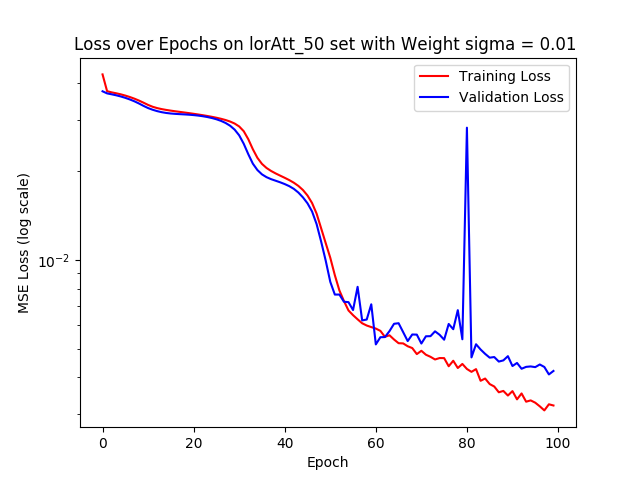 Loss over Epochs on lorAtt_50 set with Weight sigma = 0.01
Training Loss
Validation Loss
MSE Loss (log scale)
10⁻²
0 20 40 60 80 100
Epoch